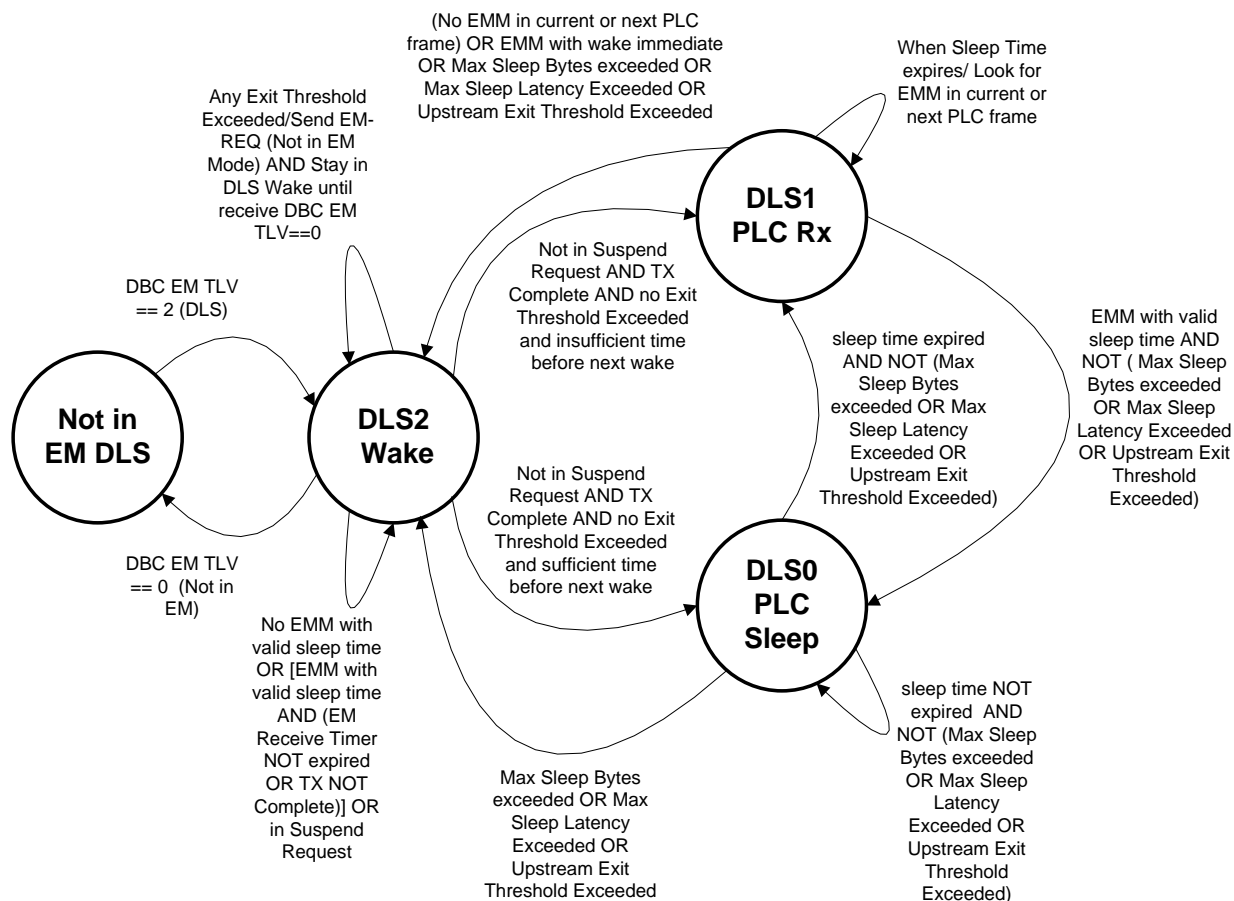 (No EMM in current or next PLC
frame) OR EMM with wake immediate
OR Max Sleep Bytes exceeded OR
Max Sleep Latency Exceeded OR
Upstream Exit Threshold Exceeded
When Sleep Time
expires/ Look for
EMM in current or
next PLC frame
Any Exit Threshold
Exceeded/Send EM-
REQ (Not in EM
Mode) AND Stay in
DLS Wake until
receive DBC EM
TLV==0
DLS1
PLC Rx
Not in Suspend
Request AND TX
Complete AND no Exit
Threshold Exceeded
and insufficient time
before next wake
DBC EM TLV
== 2 (DLS)
EMM with valid
sleep time AND
NOT ( Max Sleep
Bytes exceeded
OR Max Sleep
Latency Exceeded
OR Upstream Exit
Threshold
Exceeded)
sleep time expired
AND NOT (Max
Sleep Bytes
exceeded OR Max
Sleep Latency
Exceeded OR
Upstream Exit
Threshold Exceeded)
Not in
EM DLS
DLS2
Wake
Not in Suspend
Request AND TX
Complete AND no Exit
Threshold Exceeded
and sufficient time
before next wake
DBC EM TLV
== 0 (Not in
EM)
DLS0
PLC
Sleep
No EMM with
valid sleep time
OR [EMM with
valid sleep time
AND (EM
Receive Timer
NOT expired
OR TX NOT
Complete)] OR
in Suspend
Request
Max Sleep Bytes
exceeded OR Max
Sleep Latency
Exceeded OR
Upstream Exit
Threshold Exceeded
sleep time NOT
expired AND
NOT (Max Sleep
Bytes exceeded
OR Max Sleep
Latency
Exceeded OR
Upstream Exit
Threshold
Exceeded)